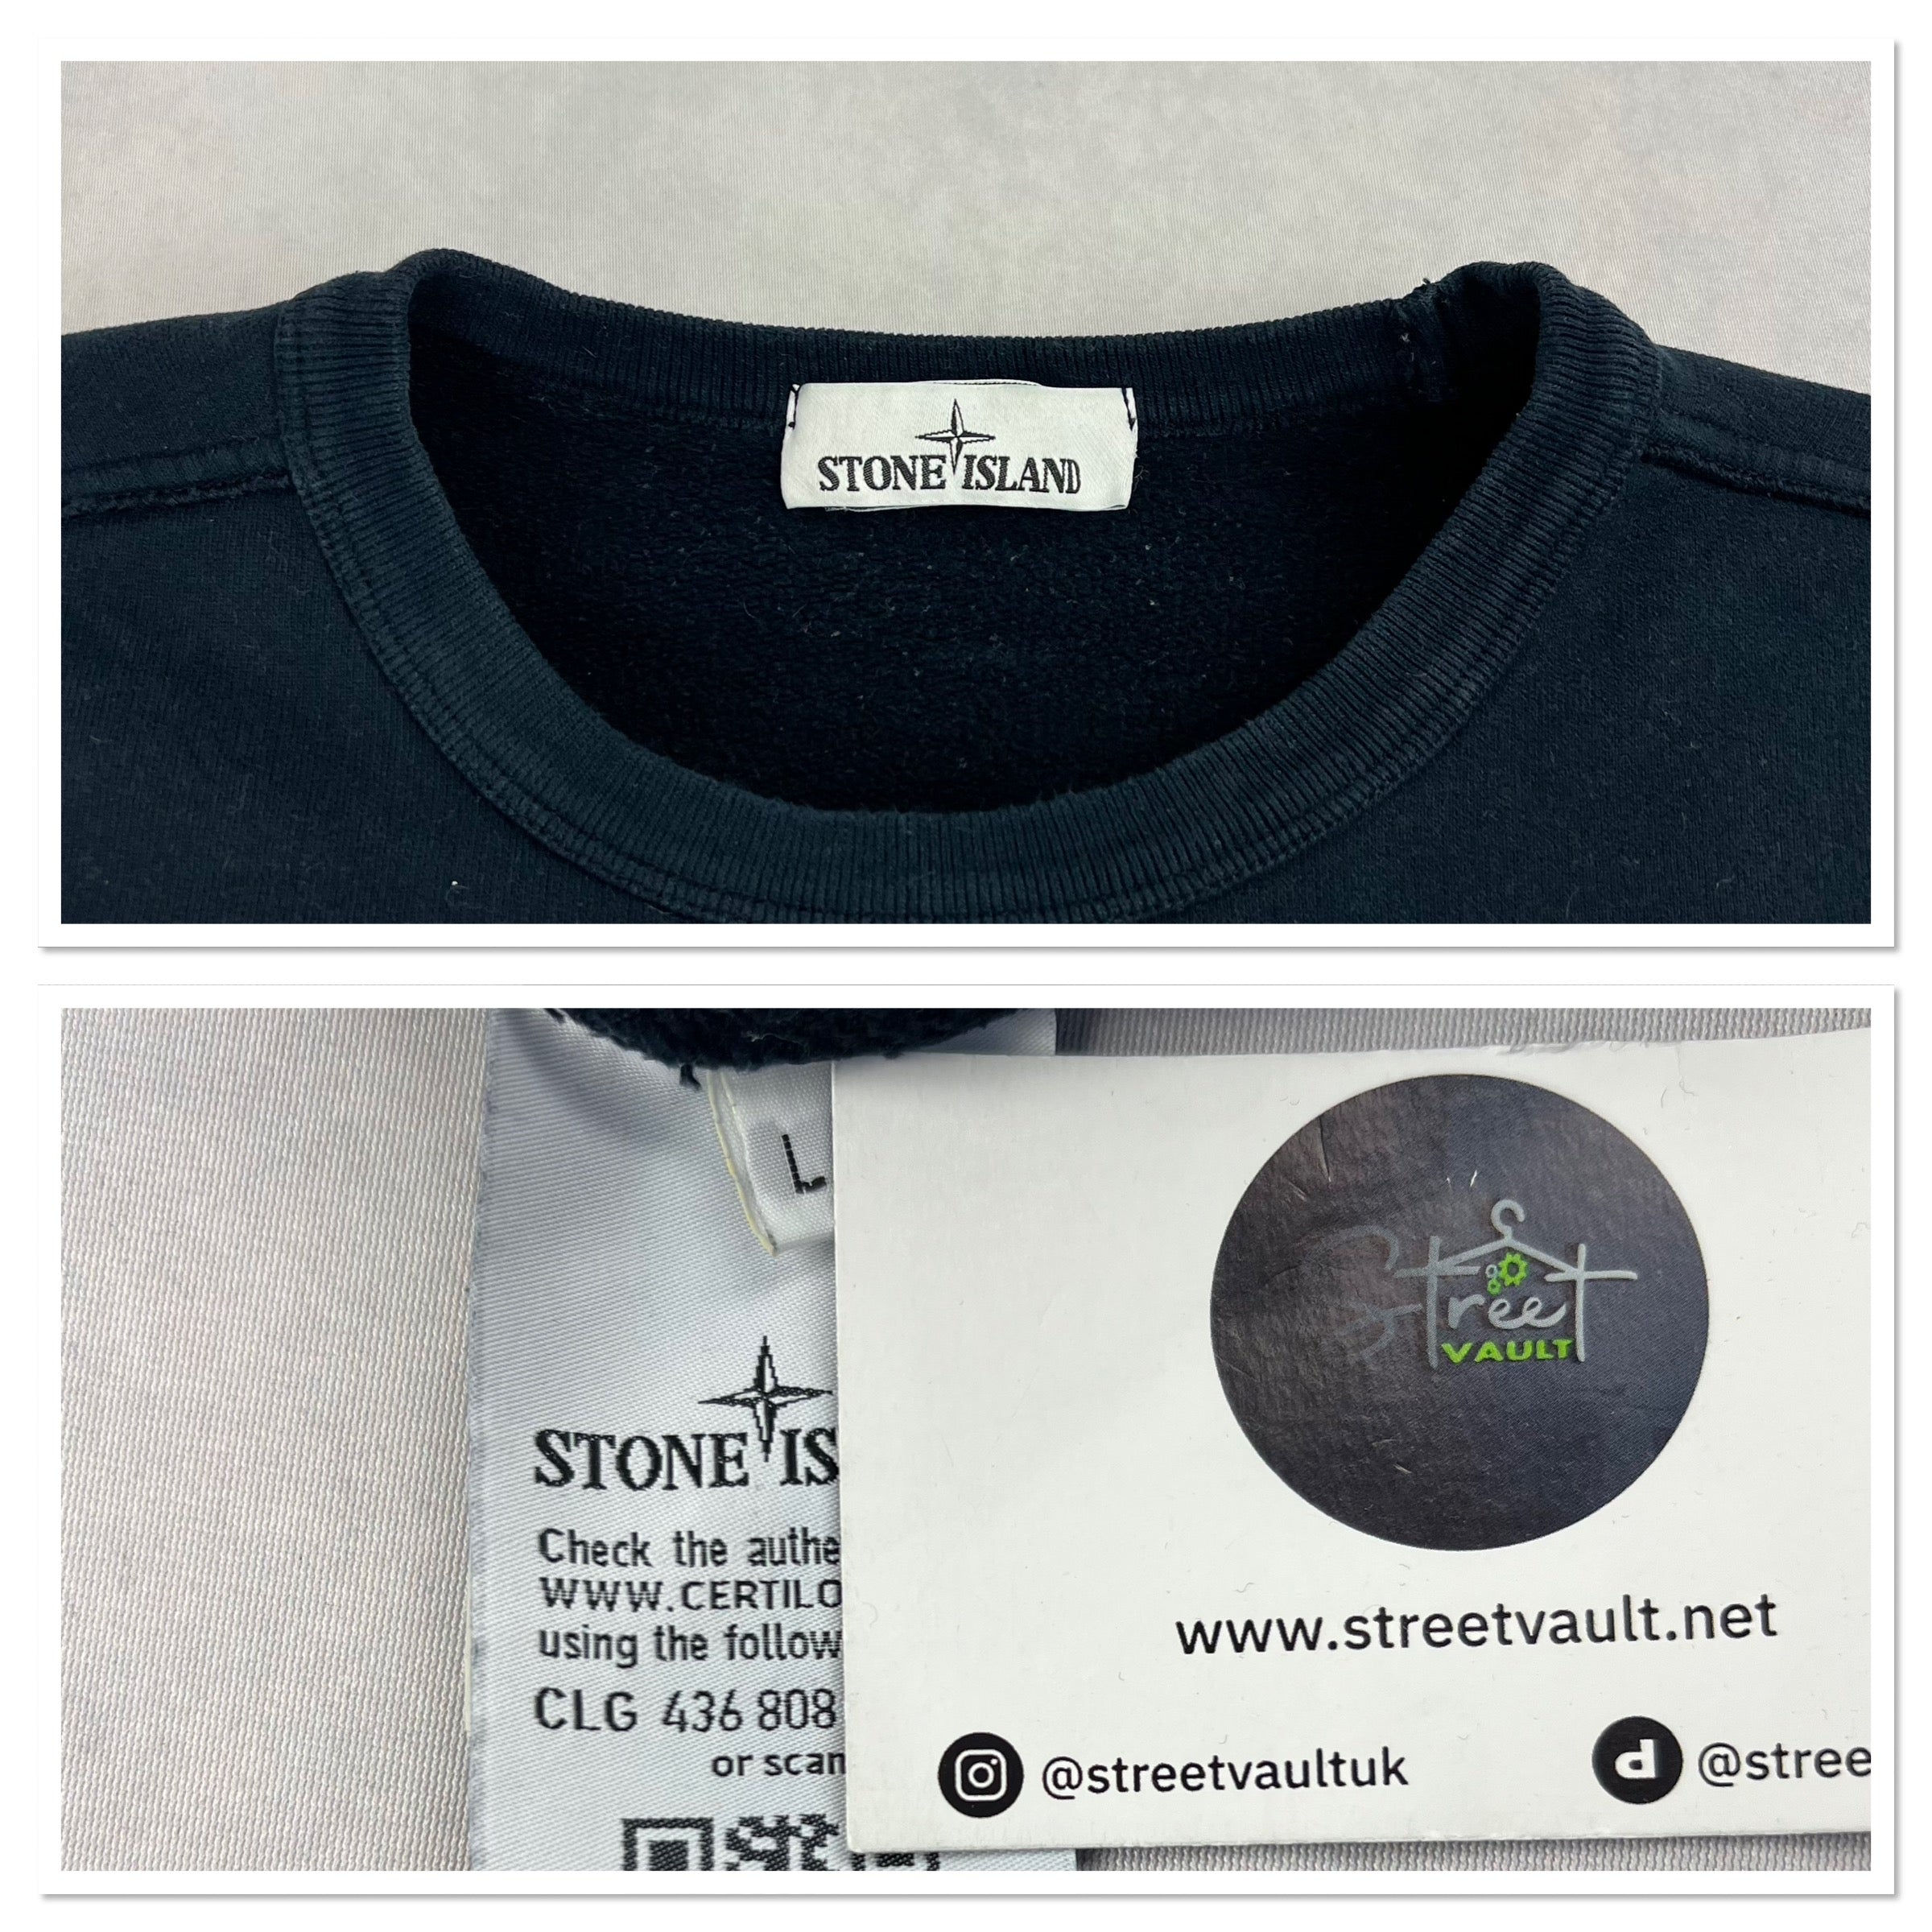 STONE ISLAND
L
STONE IS
Check the authe
WWW.CERTILO
using the follow
CLG 436 808
or scan
Street
VAULT
www.streetvault.net
@streetvaultuk
@stree